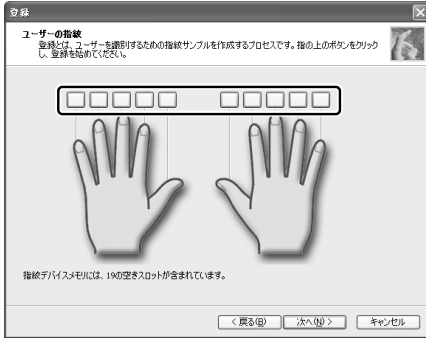 登録
ユーザーの指紋
登録とは、ユーザーを識別するための指紋サンプルを作成するプロセスです。指の上のボタンをクリック
し、登録を始めてください。
指紋デバイスメモリには、19の空きスロットが含まれています。
< 戻る(B)
次へ(N) >
キャンセル